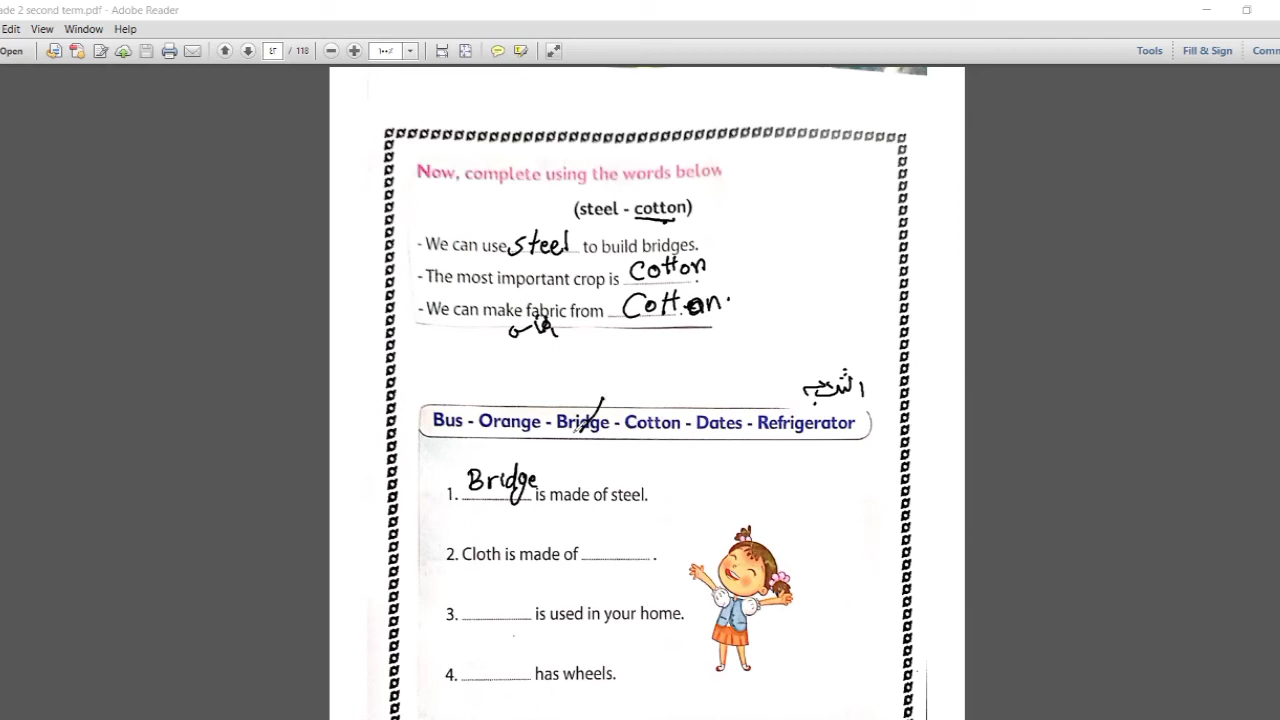 ade 2 second term.pdf - Adobe Reader
Edit View Window Help
Open / 118 Tools Fill & Sign Comm
Now, complete using the words below
(steel - cotton)
- We can use steel to build bridges.
- The most important crop is Cotton.
- We can make fabric from Cotton.
Bus - Orange - Bridge - Cotton - Dates - Refrigerator
1. Bridge is made of steel.
2. Cloth is made of .
3. is used in your home.
4. has wheels.